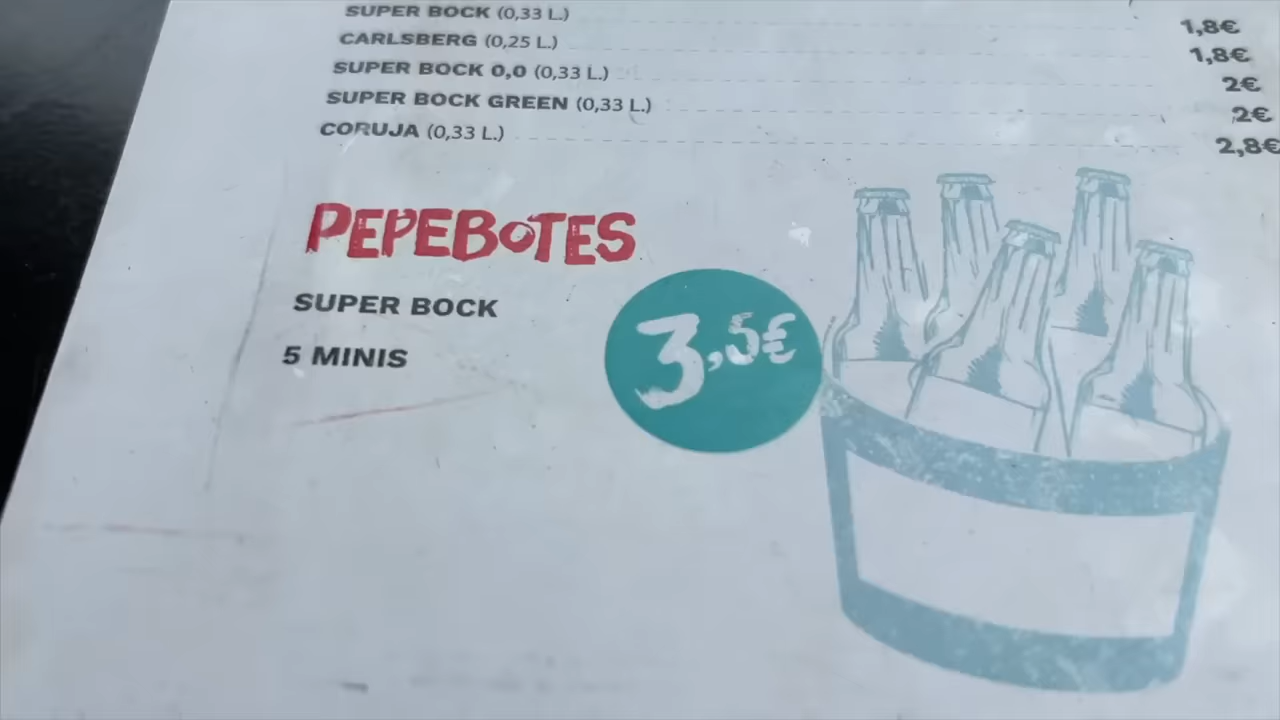 SUPER BOCK (0,33 L.) 1,8€
CARLSBERG (0,25 L.) 1,8€
SUPER BOCK 0,0 (0,33 L.) 2€
SUPER BOCK GREEN (0,33 L.) 2€
CORUJA (0,33 L.) 2,8€
PEPEBOTES
SUPER BOCK
5 MINIS
3,5€